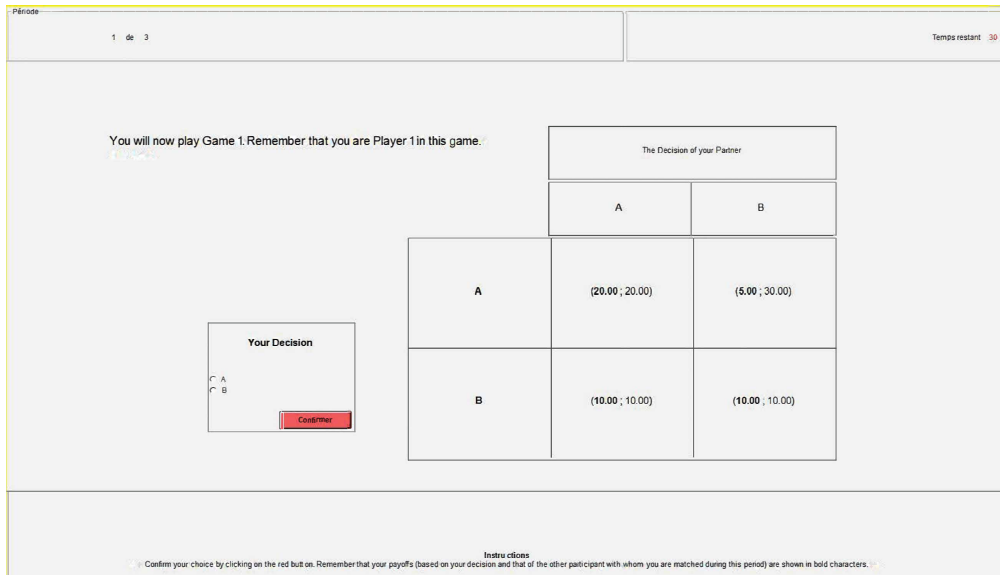 Période
1 de 3
Temps restant 30
You will now play Game 1. Remember that you are Player 1 in this game.
The Decision of your Partner
A B
A (20.00 ; 20.00) (5.00 ; 30.00)
Your Decision
A
B
Confirmer
B (10.00 ; 10.00) (10.00 ; 10.00)
Instructions
Confirm your choice by clicking on the red button. Remember that your payoffs (based on your decision and that of the other paiticipant with whom you are matched during this period) are shown in bold characters.